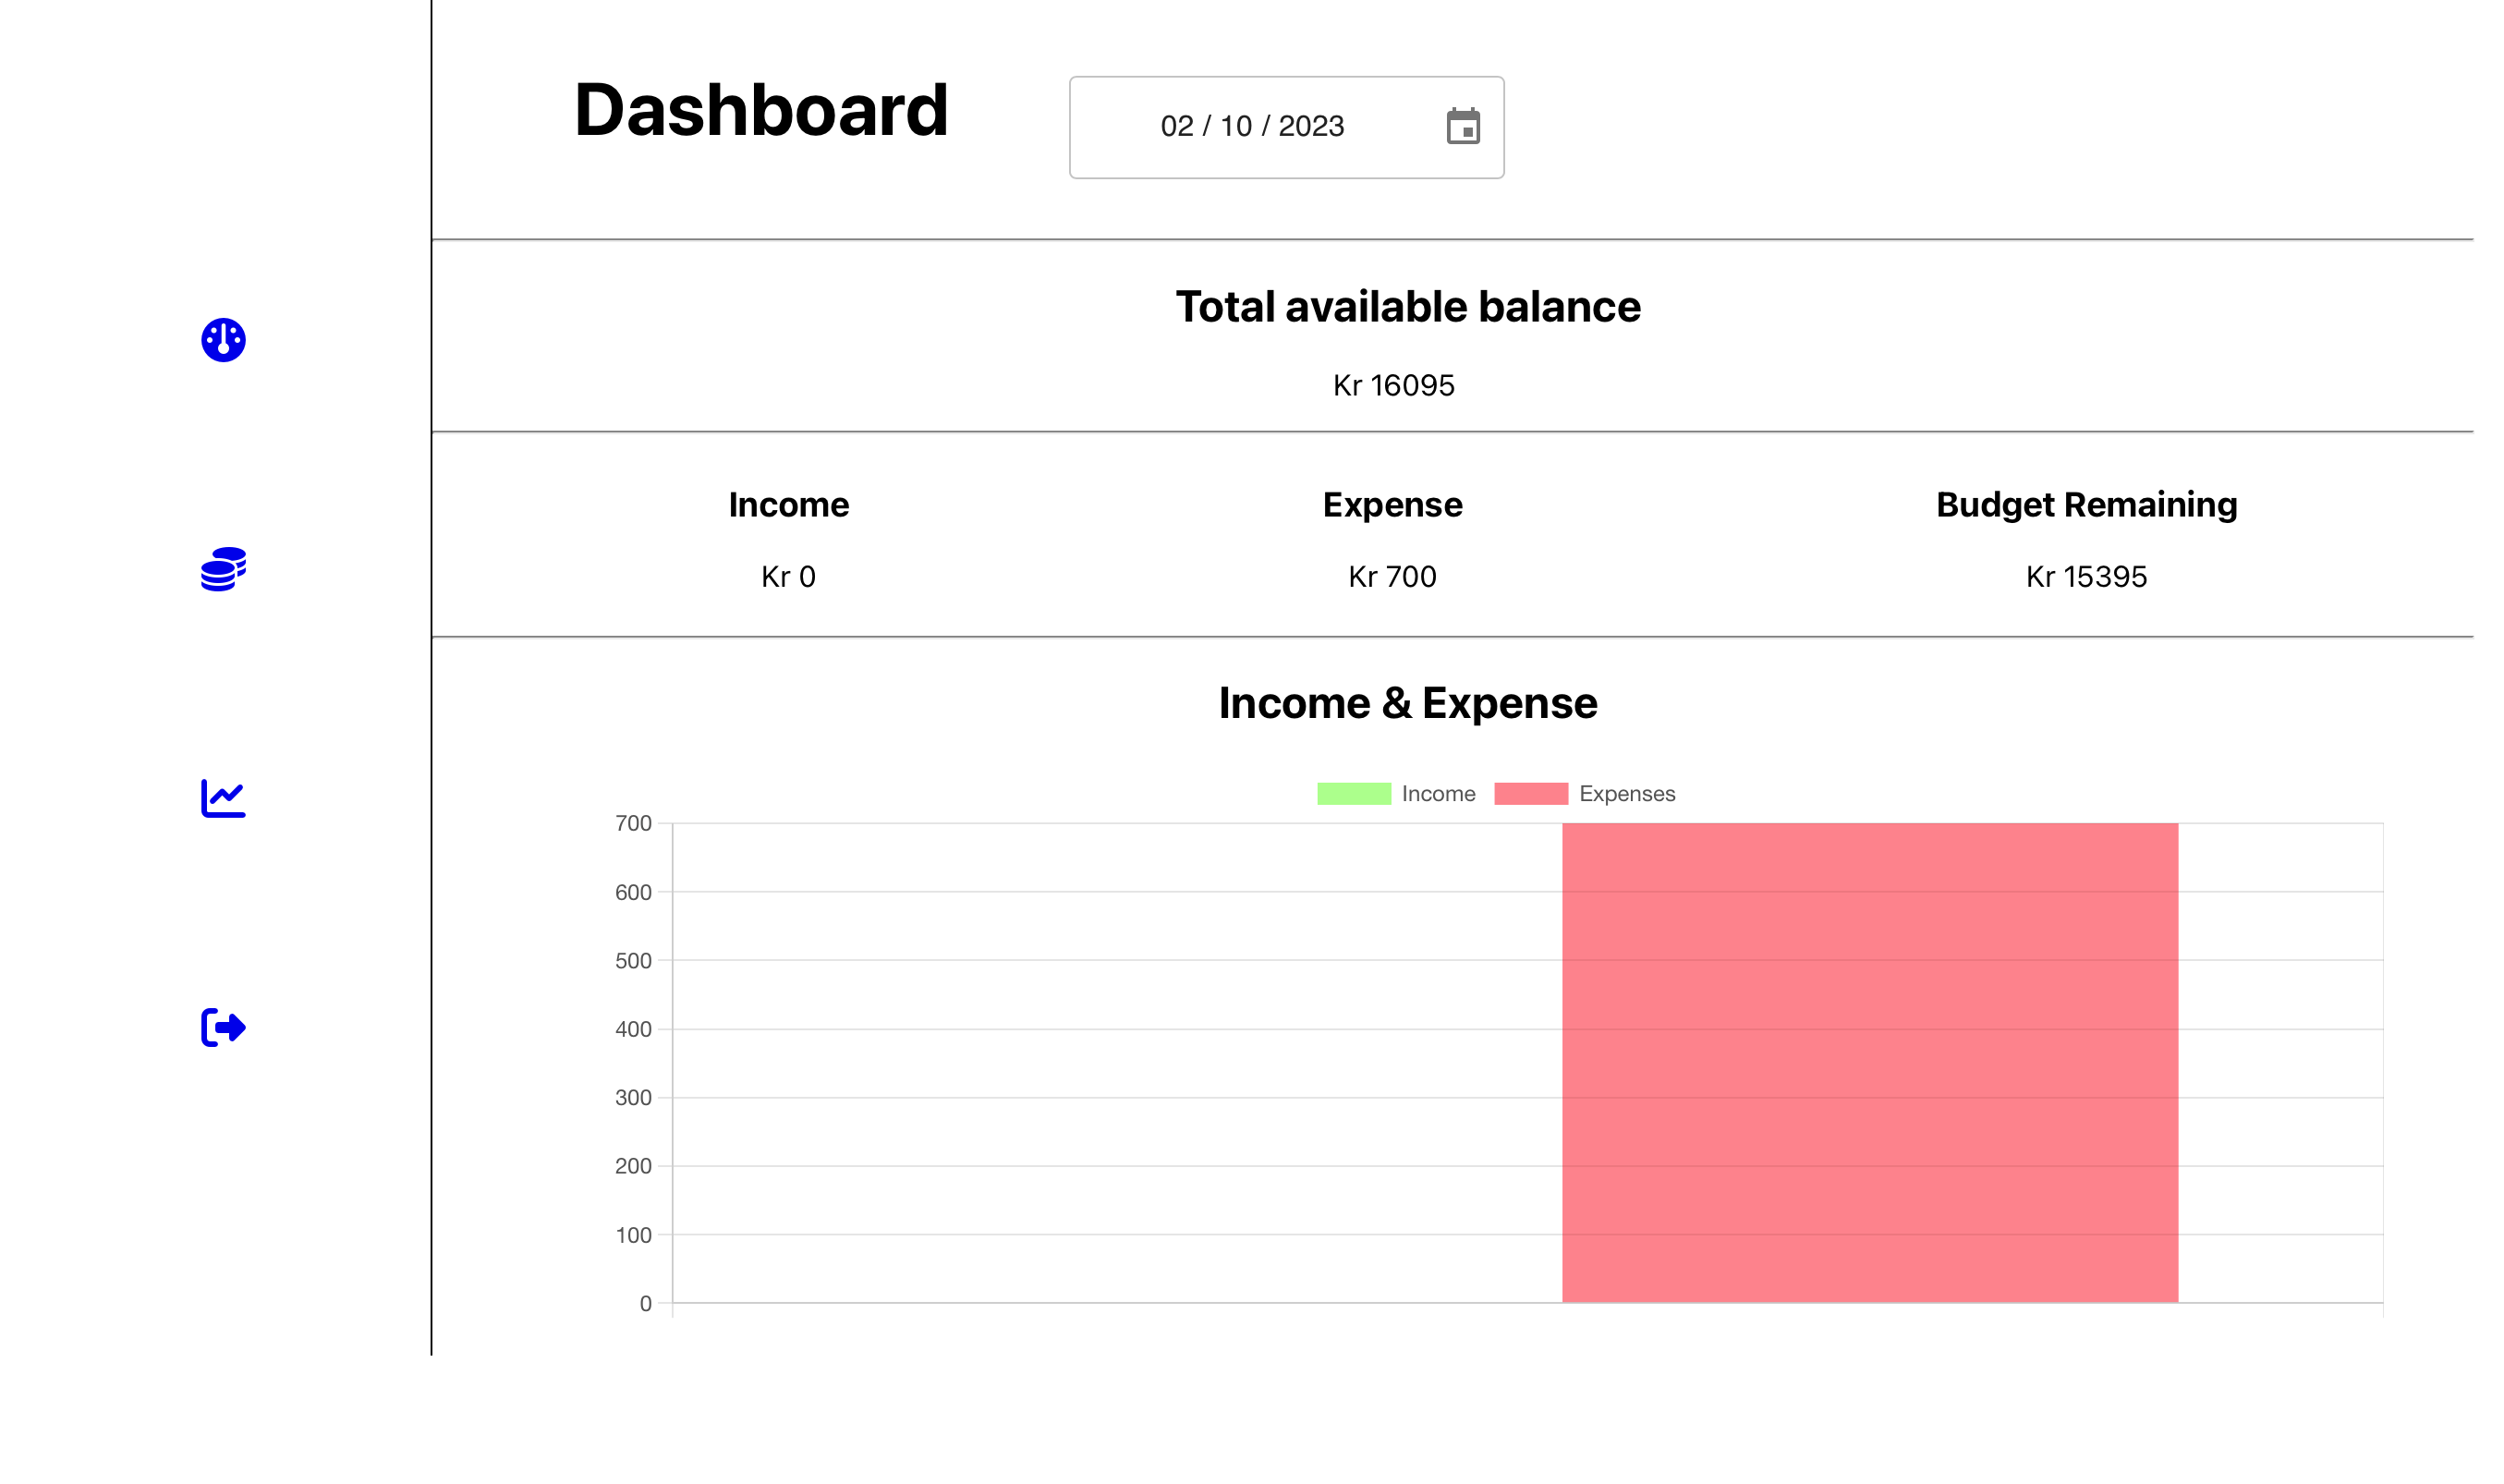 Dashboard
02 / 10 / 2023
Total available balance
Kr 16095
Income Expense Budget Remaining
Kr 0 Kr 700 Kr 15395
Income & Expense
Income Expenses
700
600
500
400
300
200
100
0